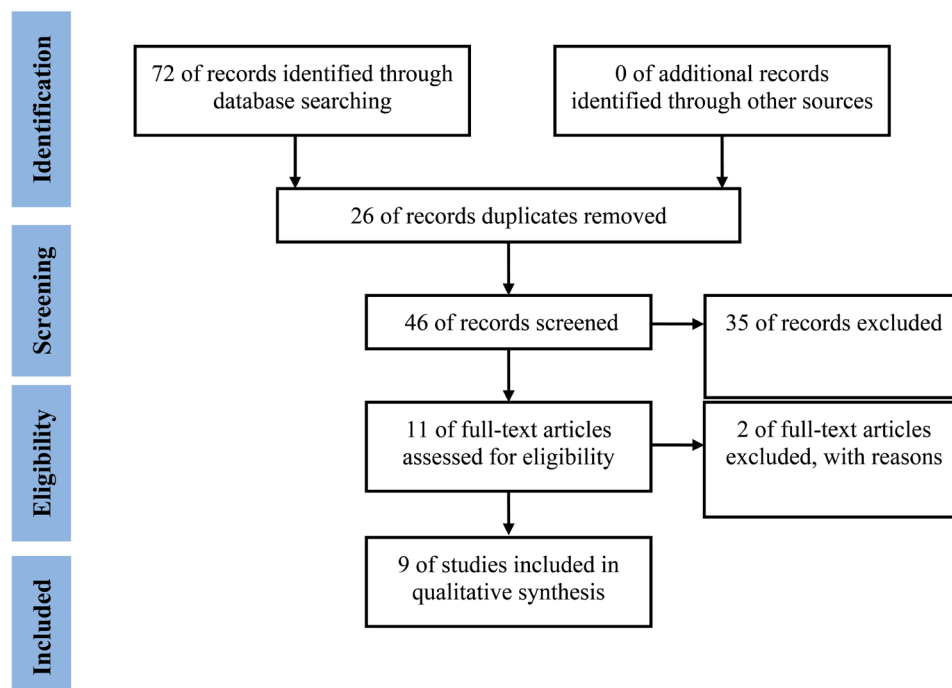 Identification
72 of records identified through
database searching
0 of additional records
identified through other sources
26 of records duplicates removed
Screening
46 of records screened
35 of records excluded
Eligibility
11 of full-text articles
assessed for eligibility
2 of full-text articles
excluded, with reasons
Included
9 of studies included in
qualitative synthesis